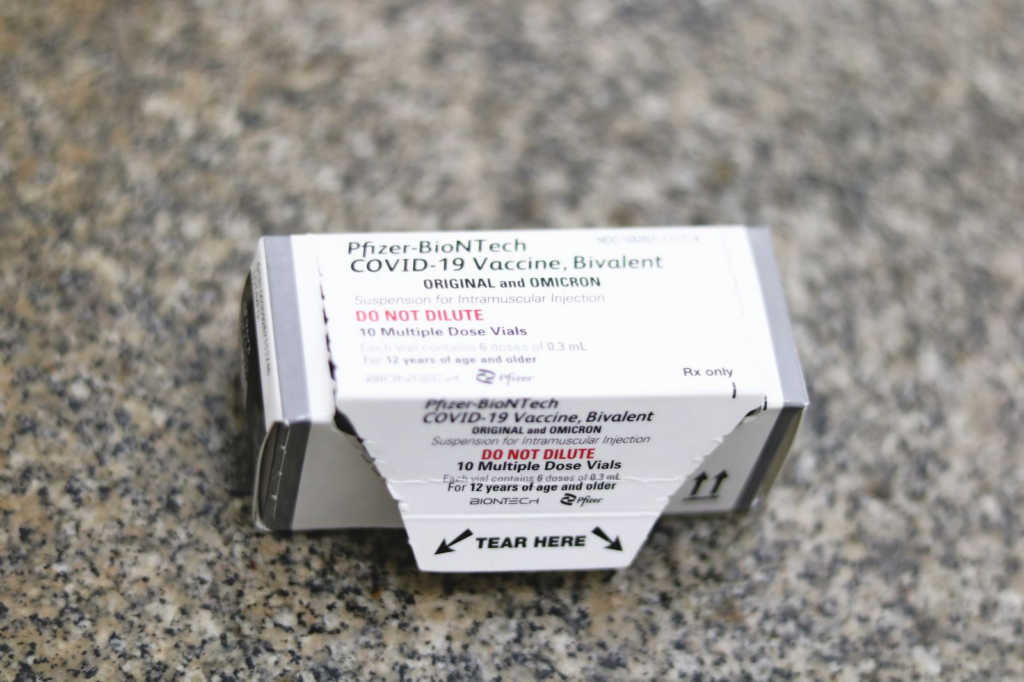 Pfizer-BioNTech
COVID-19 Vaccine, Bivalent
ORIGINAL and OMICRON
Suspension for Intramuscular Injection
DO NOT DILUTE
10 Multiple Dose Vials
Each vial contains 6 doses of 0.3 mL
For 12 years of age and older
BIONTECH Pfizer
Rx only
Pfizer-BioNTech
COVID-19 Vaccine, Bivalent
ORIGINAL and OMICRON
Suspension for Intramuscular Injection
DO NOT DILUTE
10 Multiple Dose Vials
Each vial contains 6 doses of 0.3 mL
For 12 years of age and older
BIONTECH Pfizer
TEAR HERE